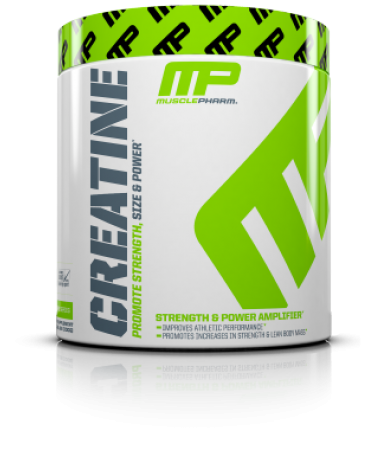 MP
MUSCLEPHARM®
CREATINE
PROMOTE STRENGTH, SIZE & POWER*
STRENGTH & POWER AMPLIFIER*
IMPROVES ATHLETIC PERFORMANCE*
PROMOTES INCREASES IN STRENGTH & LEAN BODY MASS*